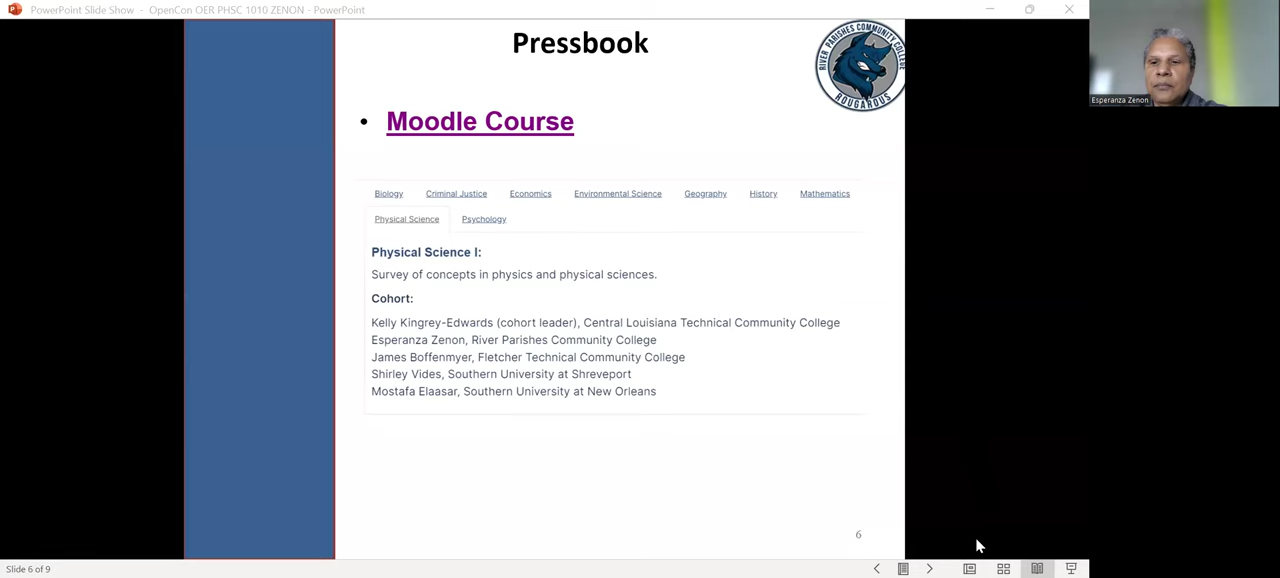 PowerPoint Slide Show - OpenCon OER PHSC 1010 ZENON - PowerPoint
Pressbook
RIVER PARISHES COMMUNITY COLLEGE
ROUGAROUS
Esperanza Zenon
• Moodle Course
Biology Criminal Justice Economics Environmental Science Geography History Mathematics
Physical Science Psychology
Physical Science I:
Survey of concepts in physics and physical sciences.
Cohort:
Kelly Kingrey-Edwards (cohort leader), Central Louisiana Technical Community College
Esperanza Zenon, River Parishes Community College
James Boffenmyer, Fletcher Technical Community College
Shirley Vides, Southern University at Shreveport
Mostafa Elaasar, Southern University at New Orleans
6
Slide 6 of 9